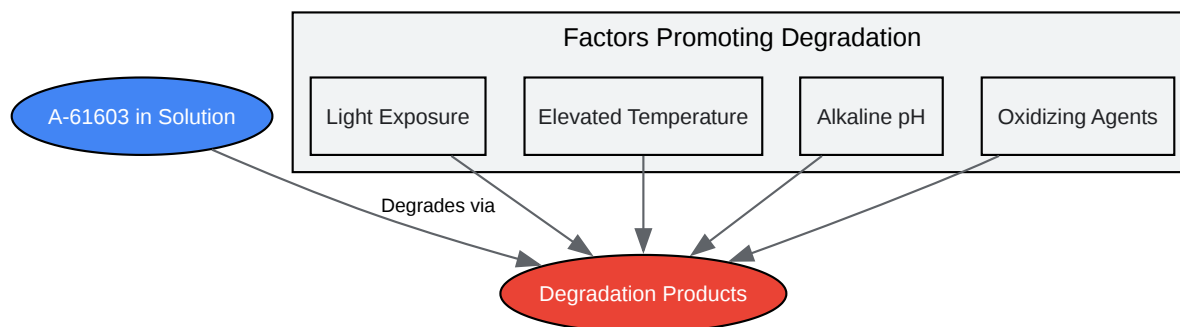 Factors Promoting Degradation
A-61603 in Solution
Light Exposure
Elevated Temperature
Alkaline pH
Oxidizing Agents
Degrades via
Degradation Products